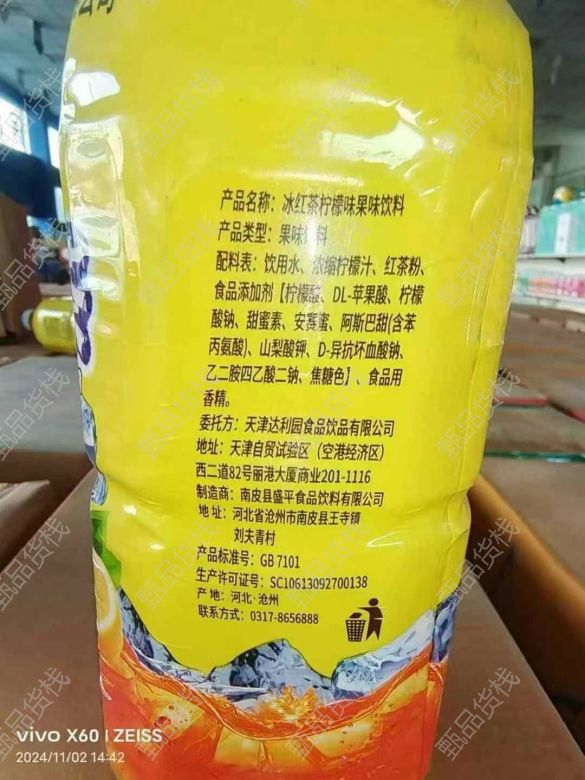 公司
产品名称：冰红茶柠檬味果味饮料
产品类型：果味饮料
配料表：饮用水、浓缩柠檬汁、红茶粉、
食品添加剂【柠檬酸、DL-苹果酸、柠檬
酸钠、甜蜜素、安赛蜜、阿斯巴甜(含苯
丙氨酸)、山梨酸钾、D-异抗坏血酸钠、
乙二胺四乙酸二钠、焦糖色】、食品用
香精。
委托方：天津达利园食品饮品有限公司
地址：天津自贸试验区（空港经济区）
西二道82号丽港大厦商业201-1116
制造商：南皮县盛平食品饮料有限公司
地 址：河北省沧州市南皮县王寺镇
刘夫青村
产品标准号：GB 7101
生产许可证号：SC10613092700138
产 地：河北·沧州
联系方式：0317-8656888
vivo X60 | ZEISS
2024/11/02 14:42
甄品货栈